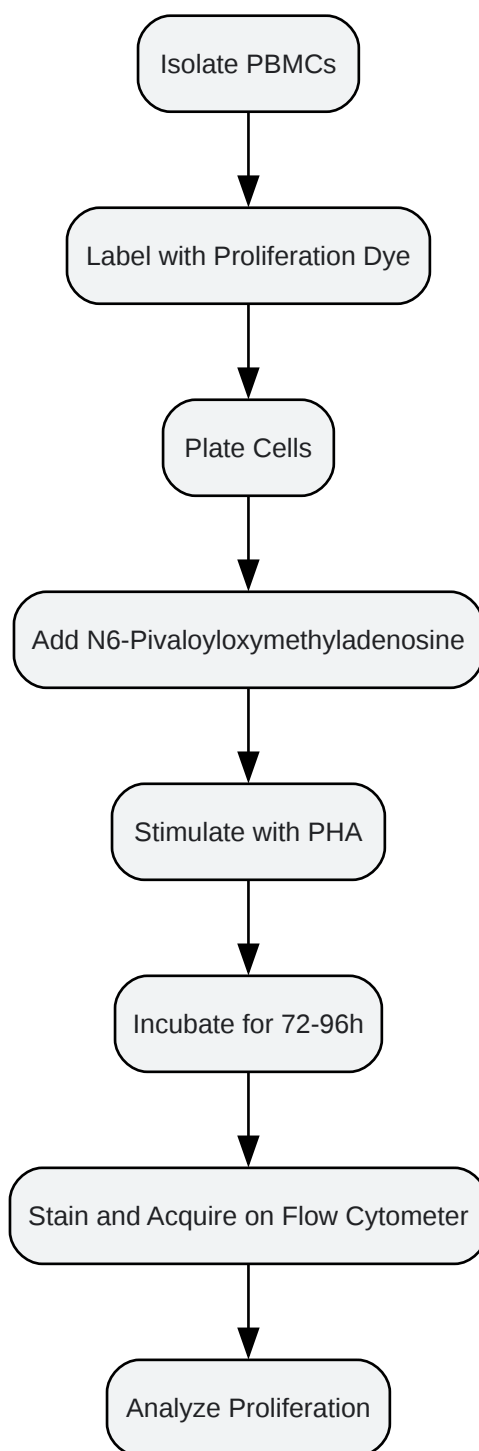 Isolate PBMCs
Label with Proliferation Dye
Plate Cells
Add N6-Pivaloyloxymethyladenosine
Stimulate with PHA
Incubate for 72-96h
Stain and Acquire on Flow Cytometer
Analyze Proliferation